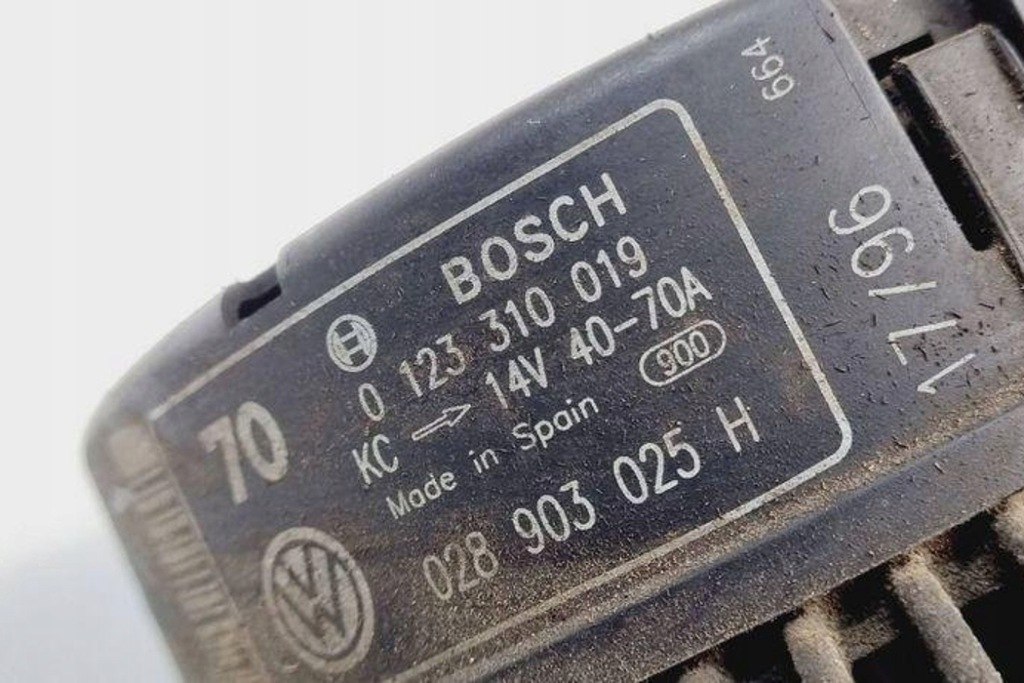 664
17/96
BOSCH
0 123 310 019
KC → 14V 40-70A
Made in Spain 900
70
028 903 025 H
VW